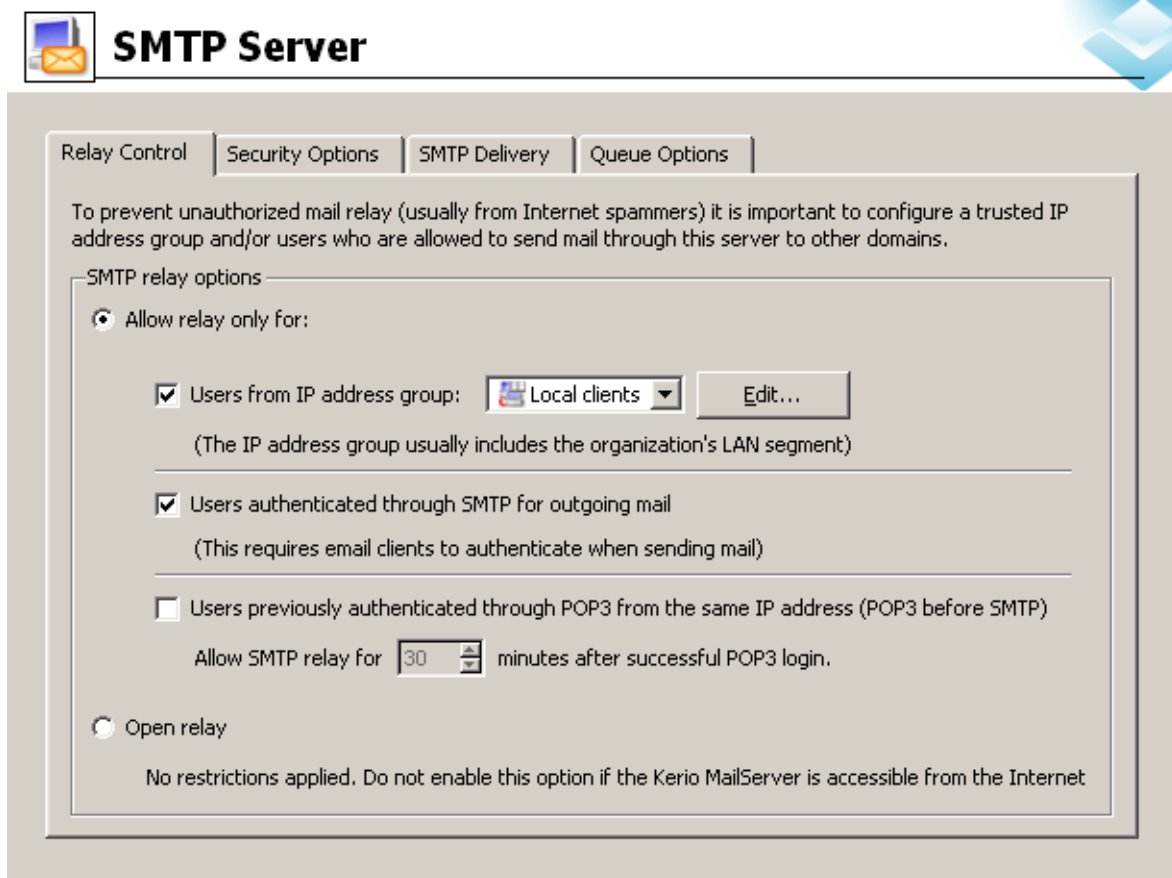 SMTP Server
Relay Control
Security Options
SMTP Delivery
Queue Options
To prevent unauthorized mail relay (usually from Internet spammers) it is important to configure a trusted IP
address group and/or users who are allowed to send mail through this server to other domains.
SMTP relay options
Allow relay only for:
Users from IP address group:
Local clients
Edit...
(The IP address group usually includes the organization's LAN segment)
Users authenticated through SMTP for outgoing mail
(This requires email clients to authenticate when sending mail)
Users previously authenticated through POP3 from the same IP address (POP3 before SMTP)
Allow SMTP relay for 30 minutes after successful POP3 login.
Open relay
No restrictions applied. Do not enable this option if the Kerio MailServer is accessible from the Internet